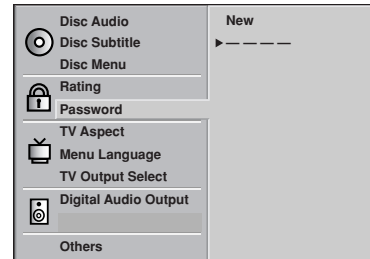 Disc Audio
Disc Subtitle
Disc Menu
Rating
Password
TV Aspect
Menu Language
TV Output Select
Digital Audio Output
Others
New
▶— — — —